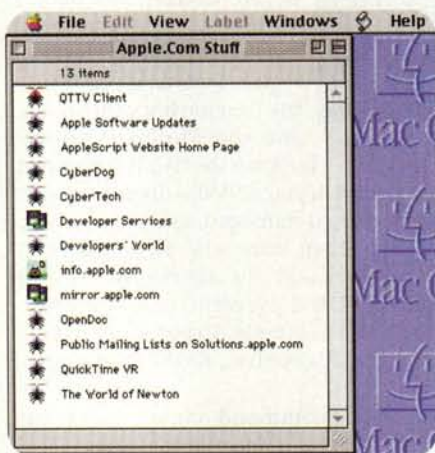 File Edit View Label Windows Help
Apple.Com Stuff
13 items
QTTV Client
Apple Software Updates
AppleScript Website Home Page
CyberDog
CyberTech
Developer Services
Developers' World
info.apple.com
mirror.apple.com
OpenDoc
Public Mailing Lists on Solutions.apple.com
QuickTime VR
The World of Newton
Mac
Mac
Mac